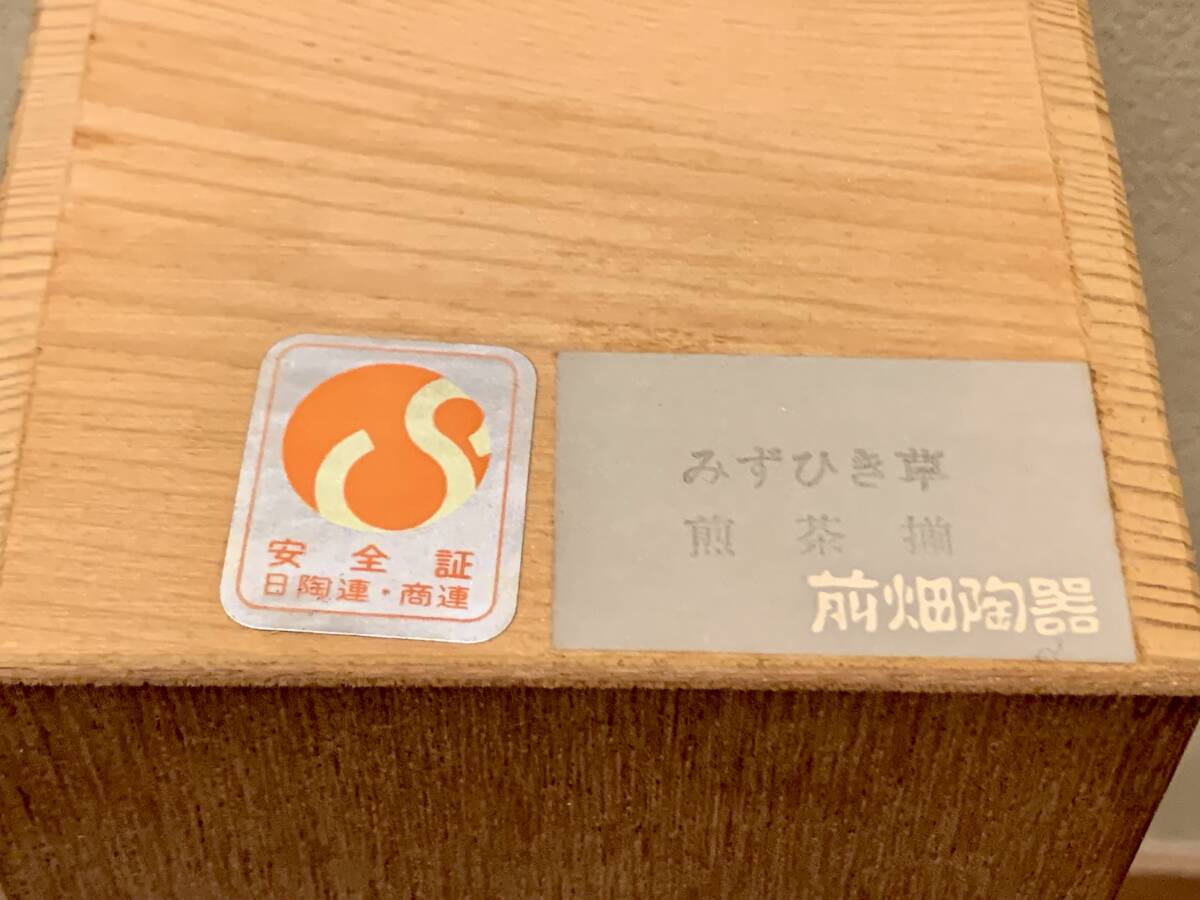 安全証
日陶連・商連
みずひき草
煎茶揃
前畑陶器